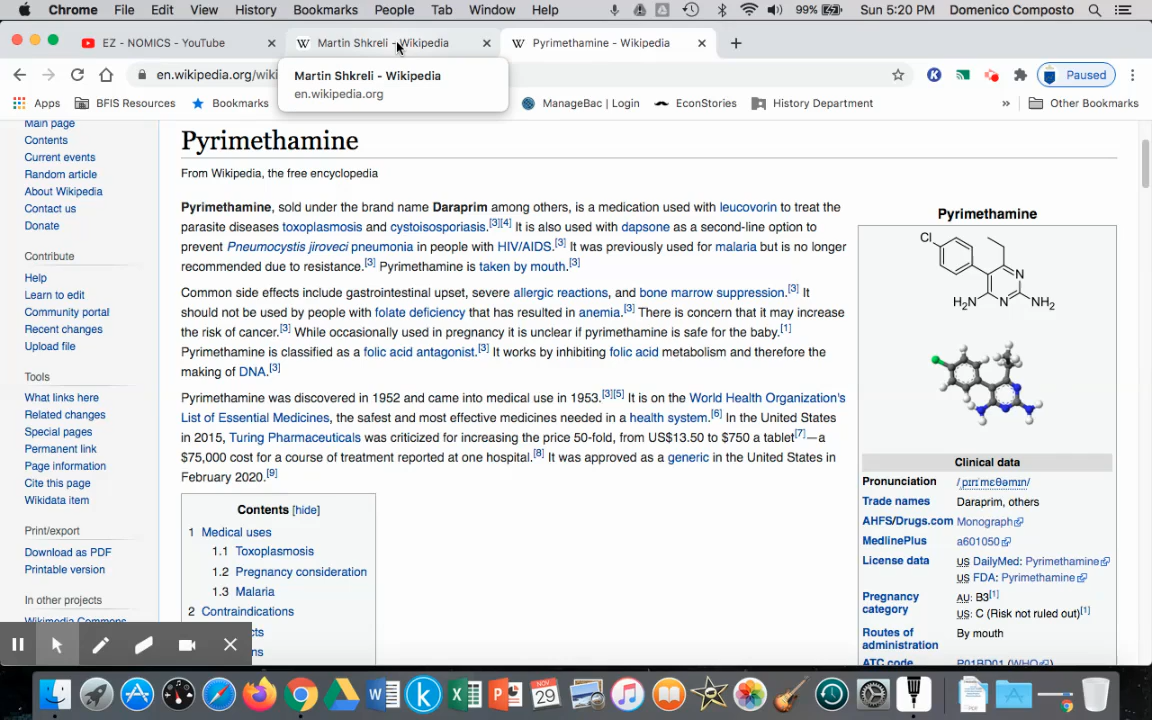 Chrome File Edit View History Bookmarks People Tab Window Help 99% Sun 5:20 PM Domenico Composto
EZ - NOMICS - YouTube Martin Shkreli - Wikipedia Pyrimethamine - Wikipedia
en.wikipedia.org/wiki Paused
Martin Shkreli - Wikipedia
en.wikipedia.org
Apps BFIS Resources Bookmarks ManageBac | Login EconStories History Department » Other Bookmarks
Main page
Contents
Current events
Random article
About Wikipedia
Contact us
Donate
Contribute
Help
Learn to edit
Community portal
Recent changes
Upload file
Tools
What links here
Related changes
Special pages
Permanent link
Page information
Cite this page
Wikidata item
Print/export
Download as PDF
Printable version
In other projects
Wikimedia Commons
Pyrimethamine
From Wikipedia, the free encyclopedia
Pyrimethamine, sold under the brand name Daraprim among others, is a medication used with leucovorin to treat the
parasite diseases toxoplasmosis and cystoisosporiasis.[3][4] It is also used with dapsone as a second-line option to
prevent Pneumocystis jiroveci pneumonia in people with HIV/AIDS.[3] It was previously used for malaria but is no longer
recommended due to resistance.[3] Pyrimethamine is taken by mouth.[3]
Common side effects include gastrointestinal upset, severe allergic reactions, and bone marrow suppression.[3] It
should not be used by people with folate deficiency that has resulted in anemia.[3] There is concern that it may increase
the risk of cancer.[3] While occasionally used in pregnancy it is unclear if pyrimethamine is safe for the baby.[1]
Pyrimethamine is classified as a folic acid antagonist.[3] It works by inhibiting folic acid metabolism and therefore the
making of DNA.[3]
Pyrimethamine was discovered in 1952 and came into medical use in 1953.[3][5] It is on the World Health Organization's
List of Essential Medicines, the safest and most effective medicines needed in a health system.[6] In the United States
in 2015, Turing Pharmaceuticals was criticized for increasing the price 50-fold, from US$13.50 to $750 a tablet[7]—a
$75,000 cost for a course of treatment reported at one hospital.[8] It was approved as a generic in the United States in
February 2020.[9]
Contents [hide]
1 Medical uses
1.1 Toxoplasmosis
1.2 Pregnancy consideration
1.3 Malaria
2 Contraindications
Pyrimethamine
Cl
N
H₂N N NH₂
Clinical data
Pronunciation /ˌpɪrɪˈmɛθəmɪn/
Trade names Daraprim, others
AHFS/Drugs.com Monograph
MedlinePlus a601050
License data US DailyMed: Pyrimethamine
US FDA: Pyrimethamine
Pregnancy category AU: B3[1]
US: C (Risk not ruled out)[1]
Routes of administration By mouth
ATC code P01BD01 (WHO)
NOV
29